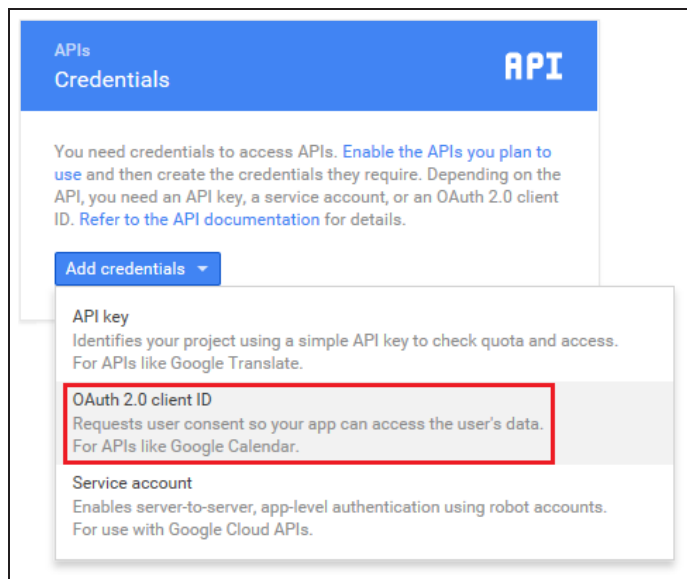 APIs
Credentials
API
You need credentials to access APIs. Enable the APIs you plan to
use and then create the credentials they require. Depending on the
API, you need an API key, a service account, or an OAuth 2.0 client
ID. Refer to the API documentation for details.
Add credentials
API key
Identifies your project using a simple API key to check quota and access.
For APIs like Google Translate.
OAuth 2.0 client ID
Requests user consent so your app can access the user's data.
For APIs like Google Calendar.
Service account
Enables server-to-server, app-level authentication using robot accounts.
For use with Google Cloud APIs.